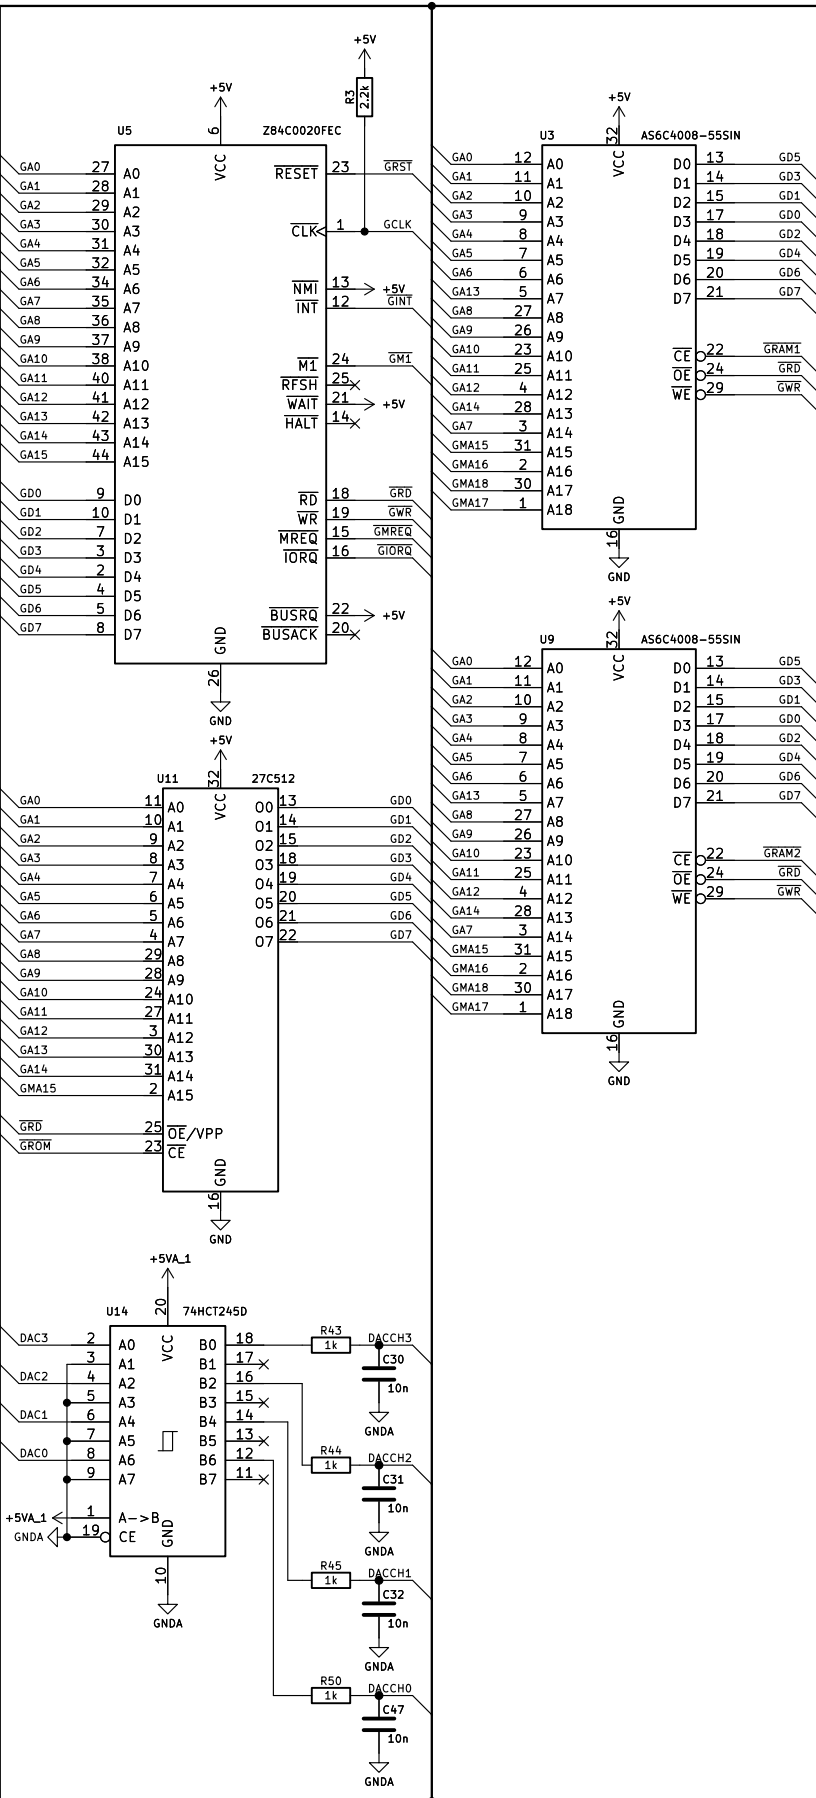 +5V
R3
2.2k
+5V
6
U5 Z84C0020FEC
VCC
GA0 27 A0 RESET 23 GRST
GA1 28 A1
GA2 29 A2
GA3 30 A3 CLK 1 GCLK
GA4 31 A4
GA5 32 A5
GA6 34 A6 NMI 13 +5V
GA7 35 A7 INT 12 GINT
GA8 36 A8
GA9 37 A9
GA10 38 A10 M1 24 GM1
GA11 40 A11 RFSH 25
GA12 41 A12 WAIT 21 +5V
GA13 42 A13 HALT 14
GA14 43 A14
GA15 44 A15
GD0 9 D0 RD 18 GRD
GD1 10 D1 WR 19 GWR
GD2 7 D2 MREQ 15 GMREQ
GD3 3 D3 IORQ 16 GIORQ
GD4 2 D4
GD5 4 D5
GD6 5 D6 BUSRQ 22 +5V
GD7 8 D7 BUSACK 20
GND
26
GND
+5V
32
U3 AS6C4008-55SIN
VCC
GA0 12 A0 D0 13 GD5
GA1 11 A1 D1 14 GD3
GA2 10 A2 D2 15 GD1
GA3 9 A3 D3 17 GD0
GA4 8 A4 D4 18 GD2
GA5 7 A5 D5 19 GD4
GA6 6 A6 D6 20 GD6
GA13 5 A7 D7 21 GD7
GA8 27 A8
GA9 26 A9
GA10 23 A10 CE 22 GRAM1
GA11 25 A11 OE 24 GRD
GA12 4 A12 WE 29 GWR
GA14 28 A13
GA7 3 A14
GMA15 31 A15
GMA16 2 A16
GMA18 30 A17
GMA17 1 A18
GND
16
GND
+5V
32
U9 AS6C4008-55SIN
VCC
GA0 12 A0 D0 13 GD5
GA1 11 A1 D1 14 GD3
GA2 10 A2 D2 15 GD1
GA3 9 A3 D3 17 GD0
GA4 8 A4 D4 18 GD2
GA5 7 A5 D5 19 GD4
GA6 6 A6 D6 20 GD6
GA13 5 A7 D7 21 GD7
GA8 27 A8
GA9 26 A9
GA10 23 A10 CE 22 GRAM2
GA11 25 A11 OE 24 GRD
GA12 4 A12 WE 29 GWR
GA14 28 A13
GA7 3 A14
GMA15 31 A15
GMA16 2 A16
GMA18 30 A17
GMA17 1 A18
GND
16
GND
+5V
32
U11 27C512
VCC
GA0 11 A0 O0 13 GD0
GA1 10 A1 O1 14 GD1
GA2 9 A2 O2 15 GD2
GA3 8 A3 O3 18 GD3
GA4 7 A4 O4 19 GD4
GA5 6 A5 O5 20 GD5
GA6 5 A6 O6 21 GD6
GA7 4 A7 O7 22 GD7
GA8 29 A8
GA9 28 A9
GA10 24 A10
GA11 27 A11
GA12 3 A12
GA13 30 A13
GA14 31 A14
GMA15 2 A15
GRD 25 OE/VPP
GROM 23 CE
GND
16
GND
+5VA_1
20
U14 74HCT245D
VCC
DAC3 2 A0 B0 18 R43 1k DACCH3
3 A1 B1 17 C30
DAC2 4 A2 B2 16 10n
5 A3 B3 15
DAC1 6 A4 B4 14 GNDA
7 A5 B5 13
DAC0 8 A6 B6 12 R44 1k DACCH2
9 A7 B7 11 C31
10n
+5VA_1 1 A->B
GNDA 19 CE GNDA
GND
10
GNDA
R45 1k DACCH1
C32
10n
GNDA
R50 1k DACCH0
C47
10n
GNDA